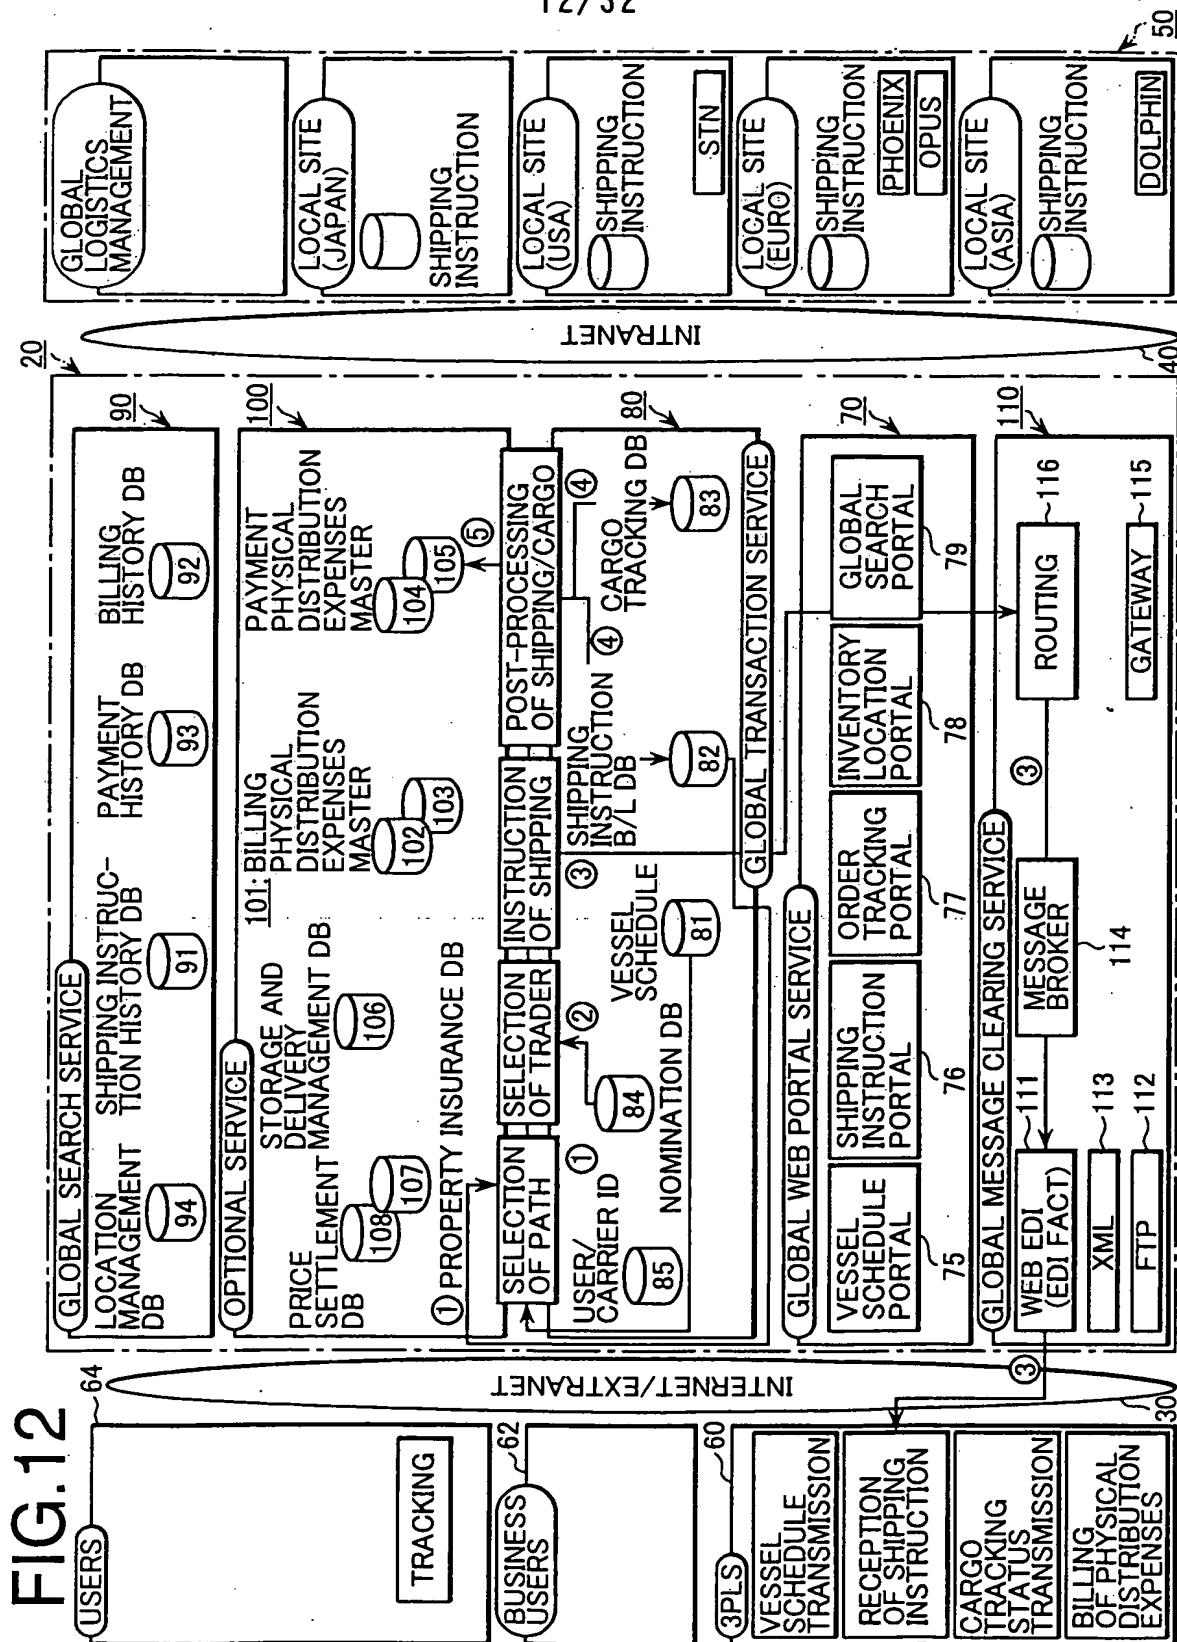 12/32
FIG.12
USERS
64
TRACKING
BUSINESS
USERS
62
3PLS
60
VESSEL
SCHEDULE
TRANSMISSION
RECEPTION
OF SHIPPING
INSTRUCTION
CARGO
TRACKING
STATUS
TRANSMISSION
BILLING
OF PHYSICAL
DISTRIBUTION
EXPENSES
INTERNET/EXTRANET
30
③
20
GLOBAL SEARCH SERVICE
90
LOCATION
MANAGEMENT
DB
94
SHIPPING INSTRUC-
TION HISTORY DB
91
PAYMENT
HISTORY DB
93
BILLING
HISTORY DB
92
OPTIONAL SERVICE
100
PRICE
SETTLEMENT
DB
108
107
STORAGE AND
DELIVERY
MANAGEMENT DB
106
101: BILLING
PHYSICAL
DISTRIBUTION
EXPENSES
MASTER
102
103
PAYMENT
PHYSICAL
DISTRIBUTION
EXPENSES
MASTER
104
105
① PROPERTY INSURANCE DB
⑤
SELECTION
OF PATH
SELECTION
OF TRADER
INSTRUCTION
OF SHIPPING
POST-PROCESSING
OF SHIPPING/CARGO
80
USER/
CARRIER ID
①
85
②
84
NOMINATION DB
VESSEL
SCHEDULE
81
③
SHIPPING
INSTRUCTION
B/L DB
④
82
④
CARGO
TRACKING DB
83
GLOBAL TRANSACTION SERVICE
GLOBAL WEB PORTAL SERVICE
70
VESSEL
SCHEDULE
PORTAL
75
SHIPPING
INSTRUCTION
PORTAL
76
ORDER
TRACKING
PORTAL
77
INVENTORY
LOCATION
PORTAL
78
GLOBAL
SEARCH
PORTAL
79
GLOBAL MESSAGE CLEARING SERVICE
110
WEB EDI
(EDI FACT)
111
XML
113
FTP
112
MESSAGE
BROKER
114
③
ROUTING
116
GATEWAY
115
INTRANET
40
50
GLOBAL
LOGISTICS
MANAGEMENT
LOCAL SITE
(JAPAN)
SHIPPING
INSTRUCTION
LOCAL SITE
(USA)
SHIPPING
INSTRUCTION
STN
LOCAL SITE
(EURO)
SHIPPING
INSTRUCTION
PHOENIX
OPUS
LOCAL SITE
(ASIA)
SHIPPING
INSTRUCTION
DOLPHIN